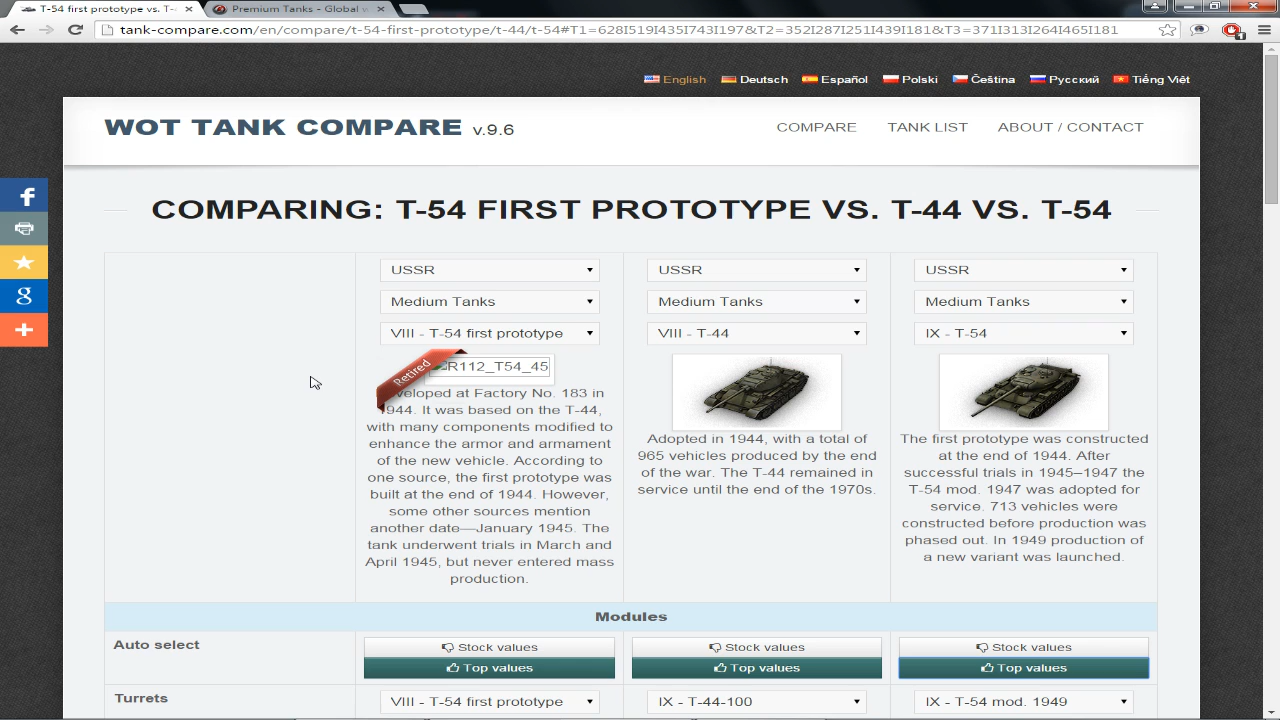 T-54 first prototype vs. T-
Premium Tanks - Global w
tank-compare.com/en/compare/t-54-first-prototype/t-44/t-54#T1=628I519I435I743I197&T2=352I287I251I439I181&T3=371I313I264I465I181
English Deutsch Español Polski Čeština Русский Tiếng Việt
WOT TANK COMPARE v.9.6
COMPARE TANK LIST ABOUT / CONTACT
COMPARING: T-54 FIRST PROTOTYPE VS. T-44 VS. T-54
USSR USSR USSR
Medium Tanks Medium Tanks Medium Tanks
VIII - T-54 first prototype VIII - T-44 IX - T-54
Retired
R112_T54_45
veloped at Factory No. 183 in
944. It was based on the T-44,
with many components modified to
enhance the armor and armament
of the new vehicle. According to
one source, the first prototype was
built at the end of 1944. However,
some other sources mention
another date—January 1945. The
tank underwent trials in March and
April 1945, but never entered mass
production.
Adopted in 1944, with a total of
965 vehicles produced by the end
of the war. The T-44 remained in
service until the end of the 1970s.
The first prototype was constructed
at the end of 1944. After
successful trials in 1945–1947 the
T-54 mod. 1947 was adopted for
service. 713 vehicles were
constructed before production was
phased out. In 1949 production of
a new variant was launched.
Modules
Auto select
Stock values Stock values Stock values
Top values Top values Top values
Turrets VIII - T-54 first prototype IX - T-44-100 IX - T-54 mod. 1949